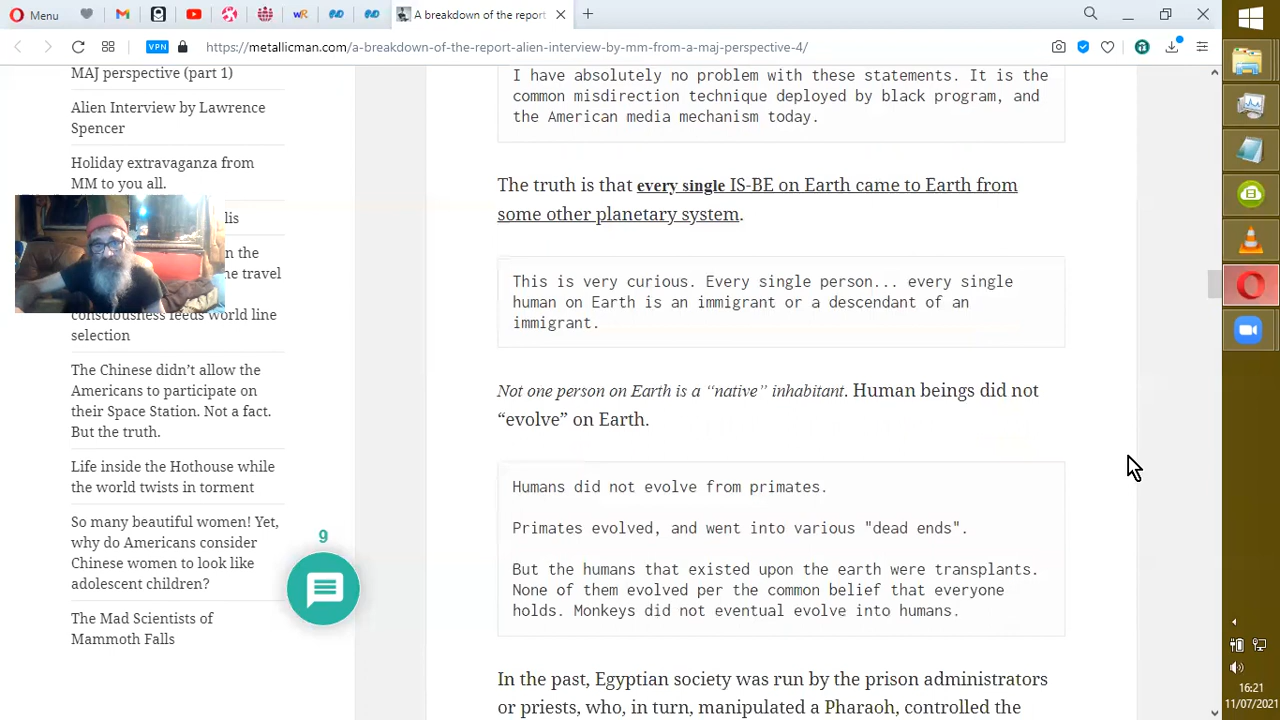 Menu
A breakdown of the report
https://metallicman.com/a-breakdown-of-the-report-alien-interview-by-mm-from-a-maj-perspective-4/
VPN
MAJ perspective (part 1)
Alien Interview by Lawrence
Spencer
Holiday extravaganza from
MM to you all.
lis
n the
ne travel
consciousness feeds world line
selection
The Chinese didn’t allow the
Americans to participate on
their Space Station. Not a fact.
But the truth.
Life inside the Hothouse while
the world twists in torment
So many beautiful women! Yet,
why do Americans consider
Chinese women to look like
adolescent children?
The Mad Scientists of
Mammoth Falls
9
I have absolutely no problem with these statements. It is the
common misdirection technique deployed by black program, and
the American media mechanism today.
The truth is that every single IS-BE on Earth came to Earth from
some other planetary system.
This is very curious. Every single person... every single
human on Earth is an immigrant or a descendant of an
immigrant.
Not one person on Earth is a “native” inhabitant. Human beings did not
“evolve” on Earth.
Humans did not evolve from primates.
Primates evolved, and went into various "dead ends".
But the humans that existed upon the earth were transplants.
None of them evolved per the common belief that everyone
holds. Monkeys did not eventual evolve into humans.
In the past, Egyptian society was run by the prison administrators
or priests, who, in turn, manipulated a Pharaoh, controlled the
16:21
11/07/2021